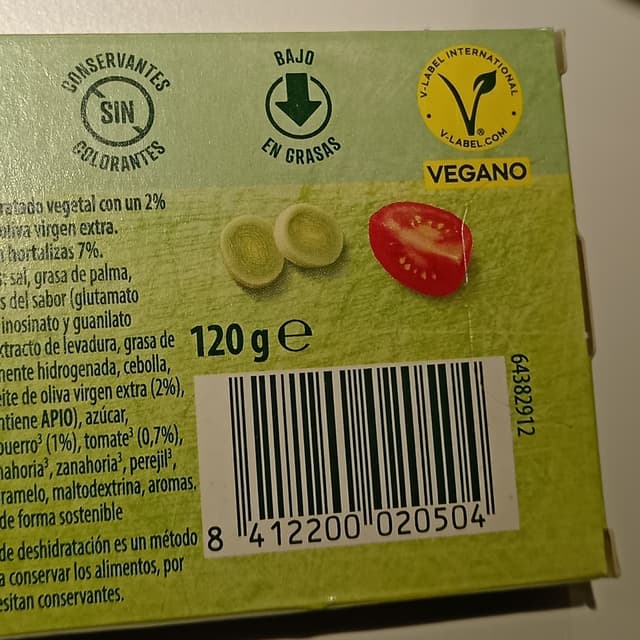 CONSERVANTES
SIN
COLORANTES
BAJO
EN GRASAS
V-LABEL INTERNATIONAL
V-LABEL.COM
®
VEGANO
vegetal con un 2%
oliva virgen extra.
hortalizas 7%.
sal, grasa de palma,
s del sabor (glutamato
inosinato y guanilato
xtracto de levadura, grasa de
mente hidrogenada, cebolla,
eite de oliva virgen extra (2%),
ntiene APIO), azúcar,
puerro³ (1%), tomate³ (0,7%),
nahoria³, zanahoria³, perejil³,
ramelo, maltodextrina, aromas.
de forma sostenible
de deshidratación es un método
a conservar los alimentos, por
esitan conservantes.
120 g ℮
64382912
8 412200 020504